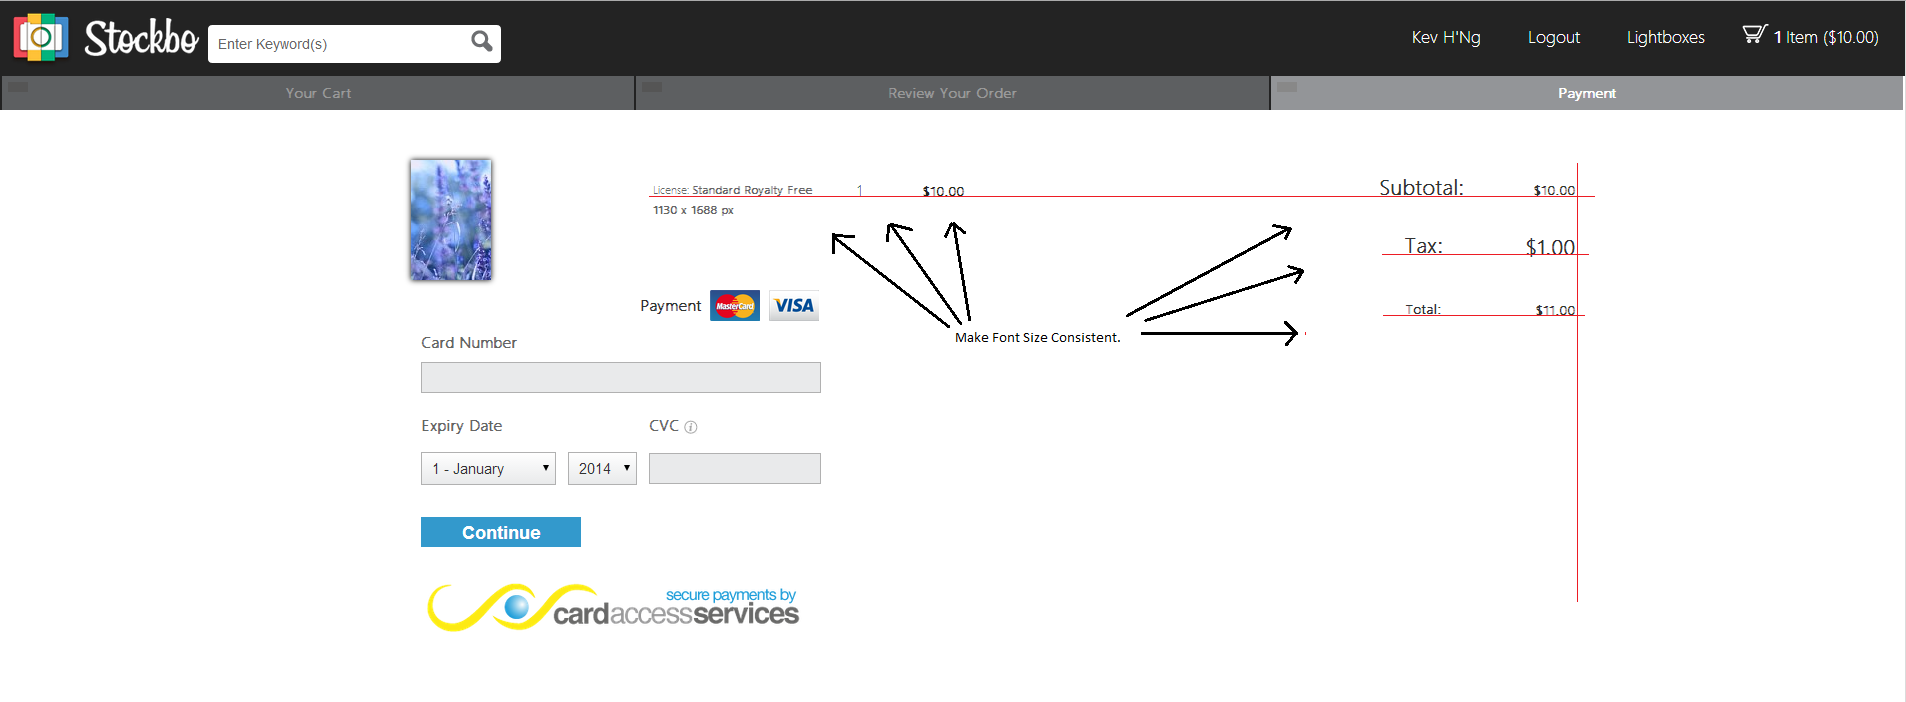 Stockbo
Enter Keyword(s)
Kev H'Ng
Logout
Lightboxes
1 Item ($10.00)
Your Cart
Review Your Order
Payment
License: Standard Royalty Free 1 $10.00
1130 x 1688 px
Subtotal: $10.00
Tax: $1.00
Total: $11.00
Payment MasterCard VISA
Make Font Size Consistent.
Card Number
Expiry Date
CVC i
1 - January
2014
Continue
secure payments by
cardaccessservices